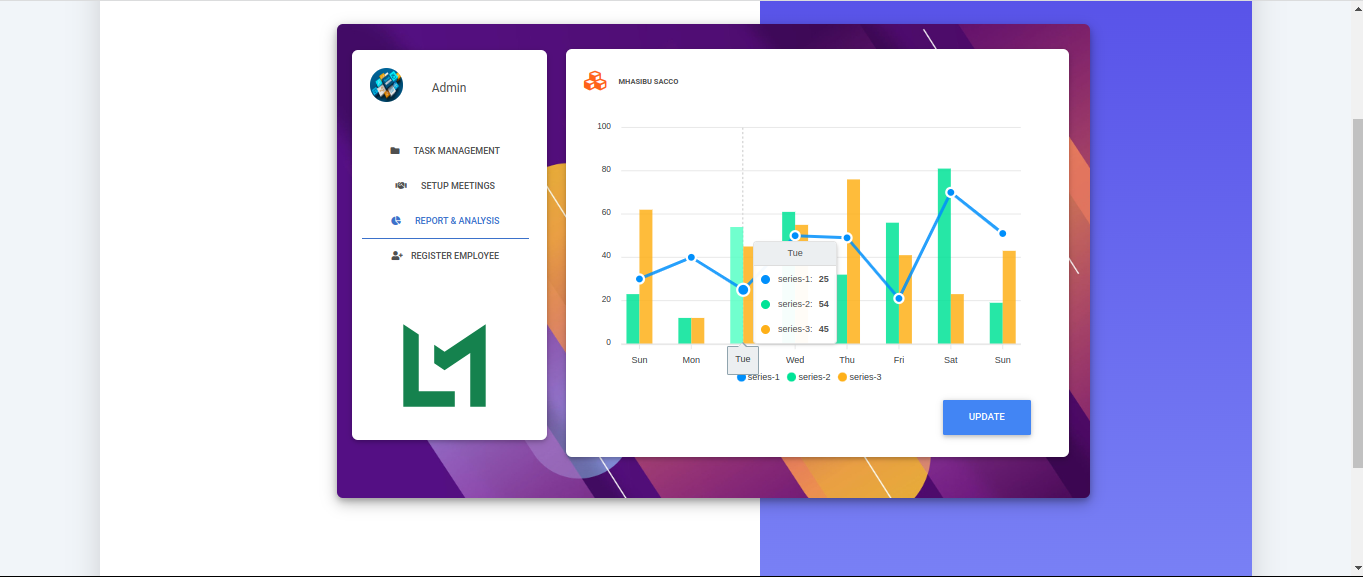 Admin
TASK MANAGEMENT
SETUP MEETINGS
REPORT & ANALYSIS
REGISTER EMPLOYEE
MHASIBU SACCO
100
80
60
40
20
0
Tue
series-1: 25
series-2: 54
series-3: 45
Sun Mon Tue Wed Thu Fri Sat Sun
series-1 series-2 series-3
UPDATE